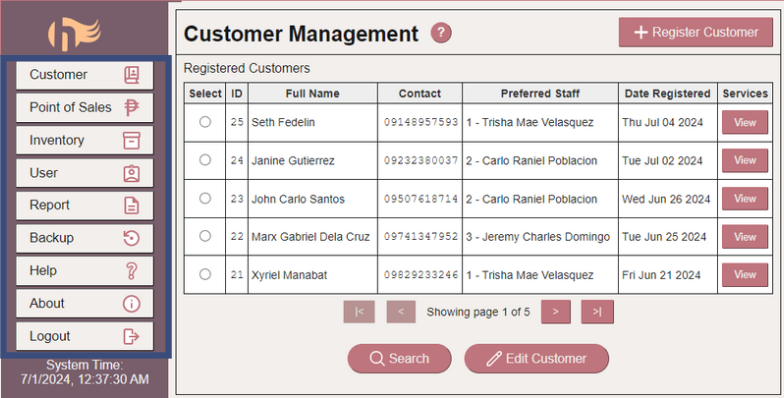 Customer
Point of Sales
Inventory
User
Report
Backup
Help
About
Logout
System Time:
7/1/2024, 12:37:30 AM
Customer Management ?
Register Customer
Registered Customers
Select ID Full Name Contact Preferred Staff Date Registered Services
25 Seth Fedelin 09148957593 1 - Trisha Mae Velasquez Thu Jul 04 2024 View
24 Janine Gutierrez 09232380037 2 - Carlo Raniel Poblacion Tue Jul 02 2024 View
23 John Carlo Santos 09507618714 2 - Carlo Raniel Poblacion Wed Jun 26 2024 View
22 Marx Gabriel Dela Cruz 09741347952 3 - Jeremy Charles Domingo Tue Jun 25 2024 View
21 Xyriel Manabat 09829233246 1 - Trisha Mae Velasquez Fri Jun 21 2024 View
|< < Showing page 1 of 5 > >|
Search Edit Customer